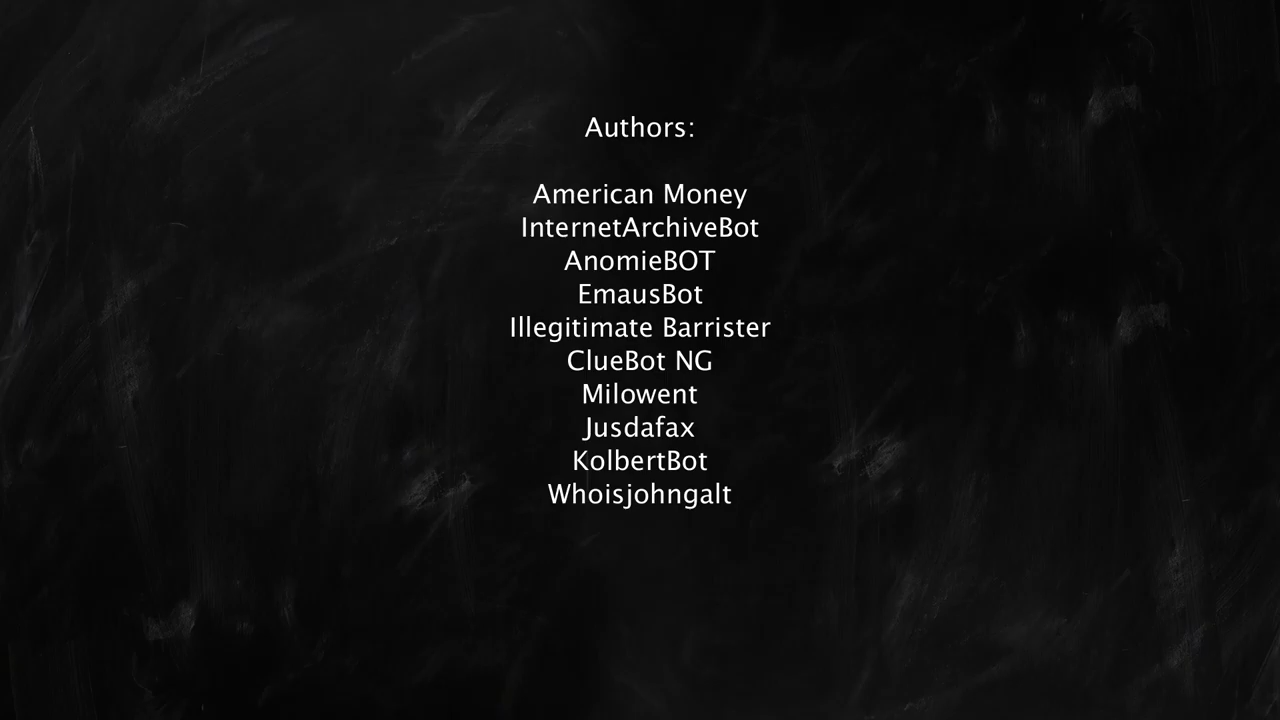 Authors:
American Money
InternetArchiveBot
AnomieBOT
EmausBot
Illegitimate Barrister
ClueBot NG
Milowent
Jusdafax
KolbertBot
Whoisjohngalt